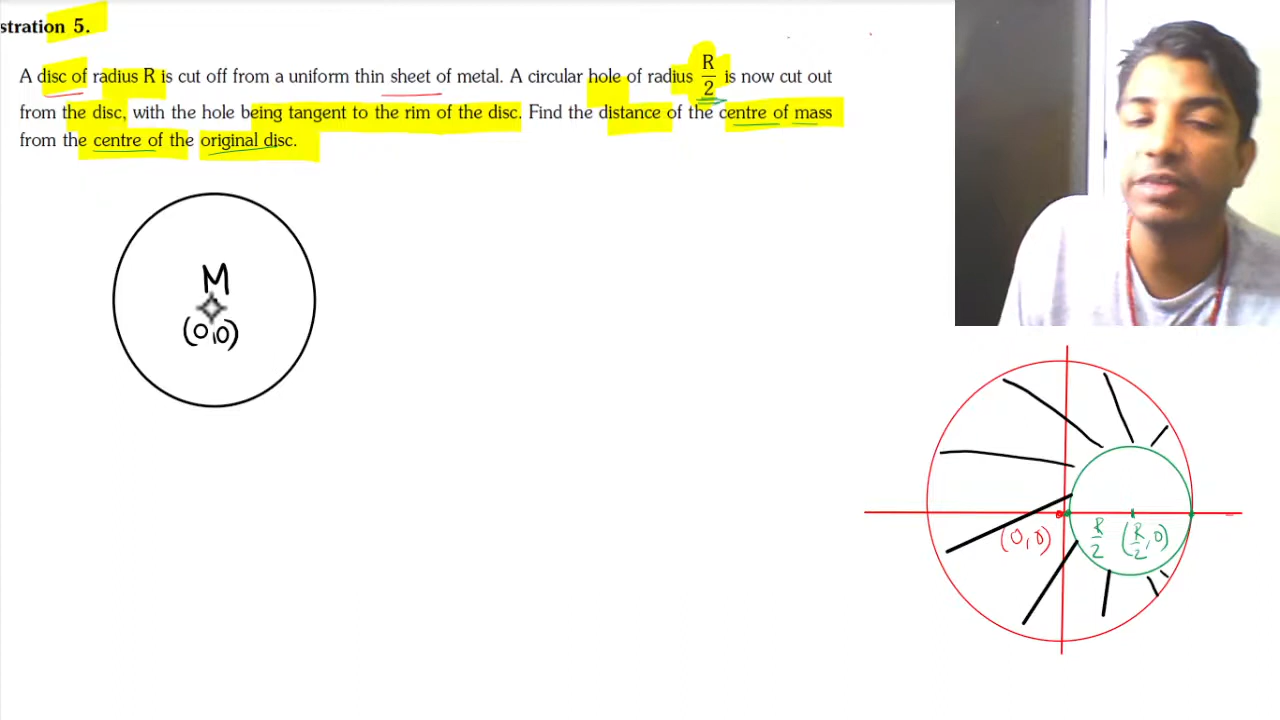 stration 5.
A disc of radius R is cut off from a uniform thin sheet of metal. A circular hole of radius R/2 is now cut out
from the disc, with the hole being tangent to the rim of the disc. Find the distance of the centre of mass
from the centre of the original disc.
M
(0,0)
(0,0) R/2 (R/2,0)